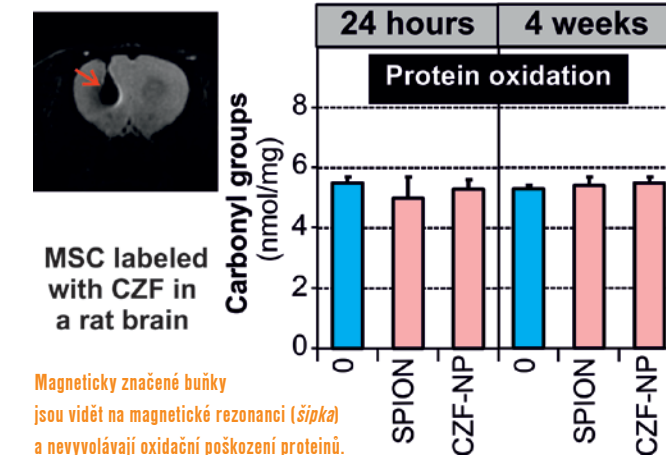 24 hours 4 weeks
Protein oxidation
Carbonyl groups
(nmol/mg)
8
6
4
2
0
0 SPION CZF-NP 0 SPION CZF-NP
MSC labeled
with CZF in
a rat brain
Magneticky značené buňky
jsou vidět na magnetické rezonanci (šipka)
a nevyvolávají oxidační poškození proteinů.